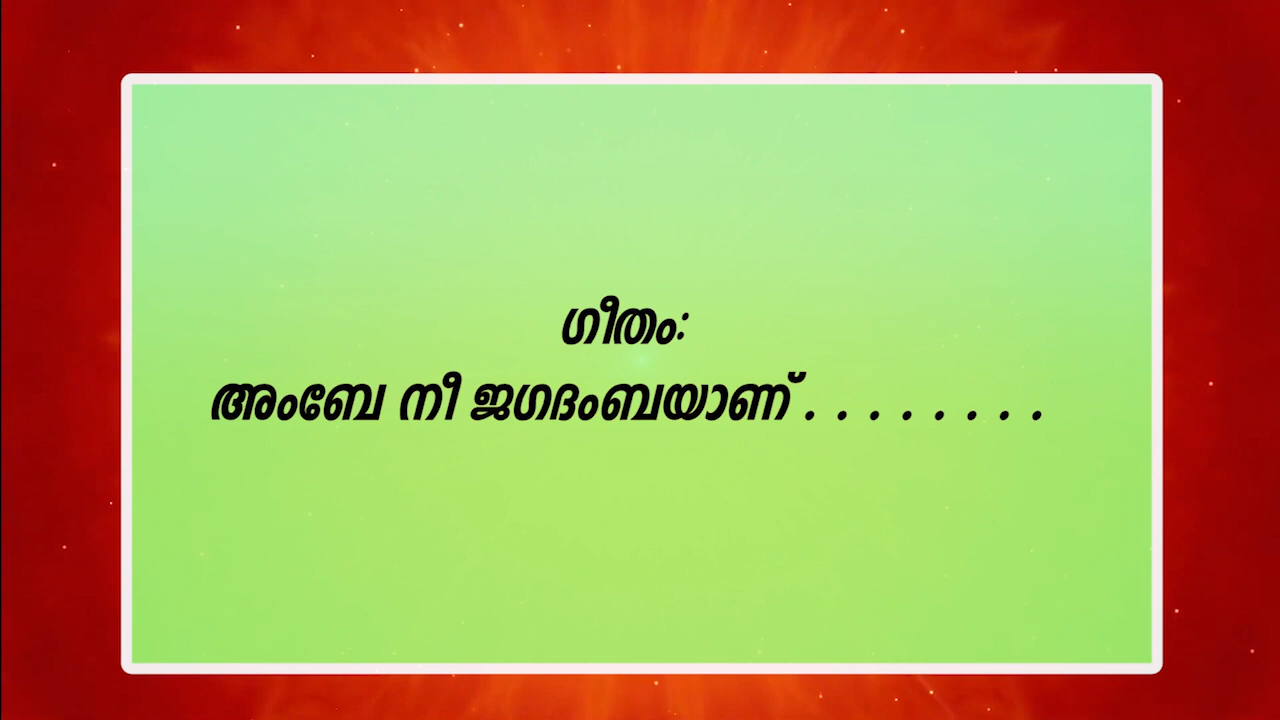 ഗീതം:
അംബേ നീ ജഗദംബയാണ് . . . . . . . .